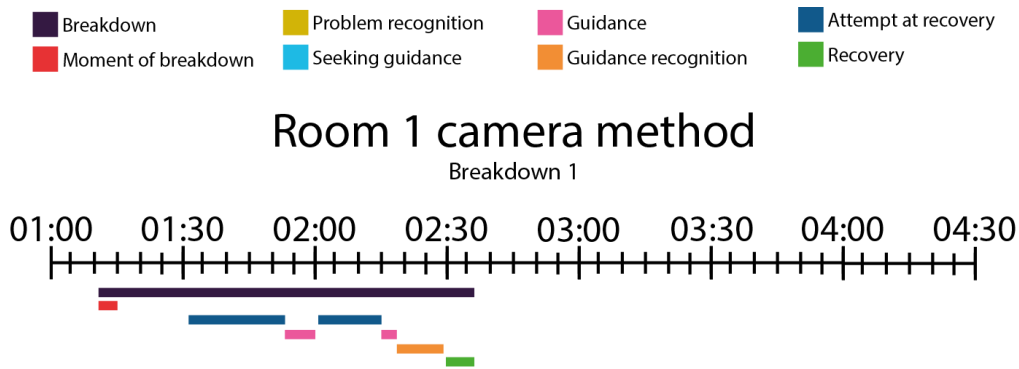 Breakdown Problem recognition Guidance Attempt at recovery
Moment of breakdown Seeking guidance Guidance recognition Recovery
Room 1 camera method
Breakdown 1
01:00 01:30 02:00 02:30 03:00 03:30 04:00 04:30